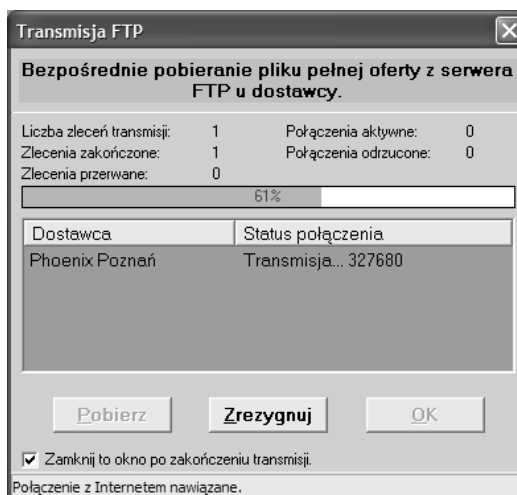 Transmisja FTP
Bezpośrednie pobieranie pliku pełnej oferty z serwera
FTP u dostawcy.
Liczba zleceń transmisji: 1 Połączenia aktywne: 0
Zlecenia zakończone: 1 Połączenia odrzucone: 0
Zlecenia przerwane: 0
61%
Dostawca Status połączenia
Phoenix Poznań Transmisja... 327680
Pobierz Zrezygnuj OK
Zamknij to okno po zakończeniu transmisji.
Połączenie z Internetem nawiązane.